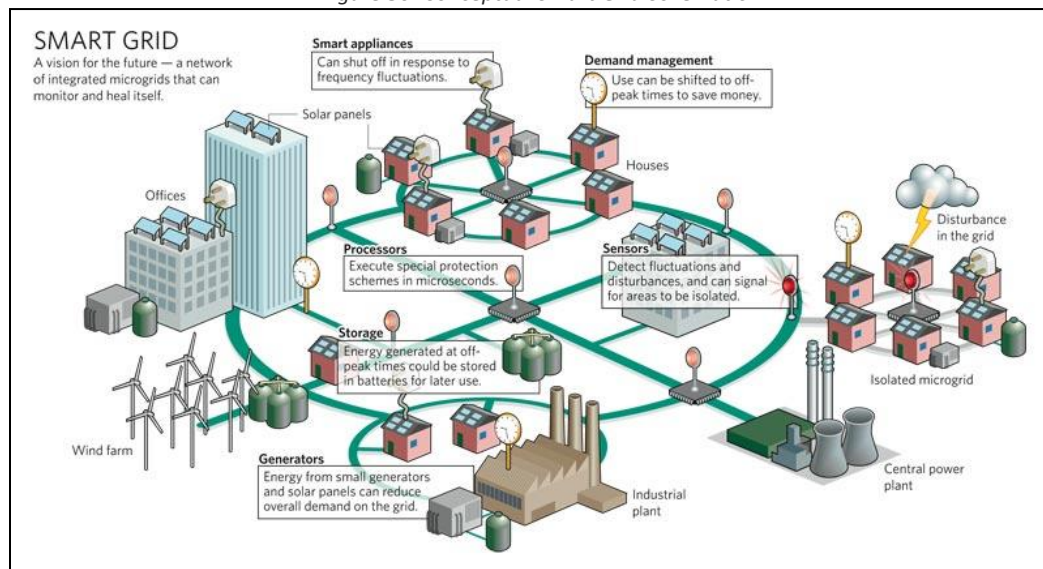 SMART GRID
A vision for the future — a network
of integrated microgrids that can
monitor and heal itself.
Smart appliances
Can shut off in response to
frequency fluctuations.
Demand management
Use can be shifted to off-
peak times to save money.
Solar panels
Houses
Offices
Disturbance
in the grid
Processors
Execute special protection
schemes in microseconds.
Sensors
Detect fluctuations and
disturbances, and can signal
for areas to be isolated.
Storage
Energy generated at off-
peak times could be stored
in batteries for later use.
Isolated microgrid
Wind farm
Generators
Energy from small generators
and solar panels can reduce
overall demand on the grid.
Industrial
plant
Central power
plant